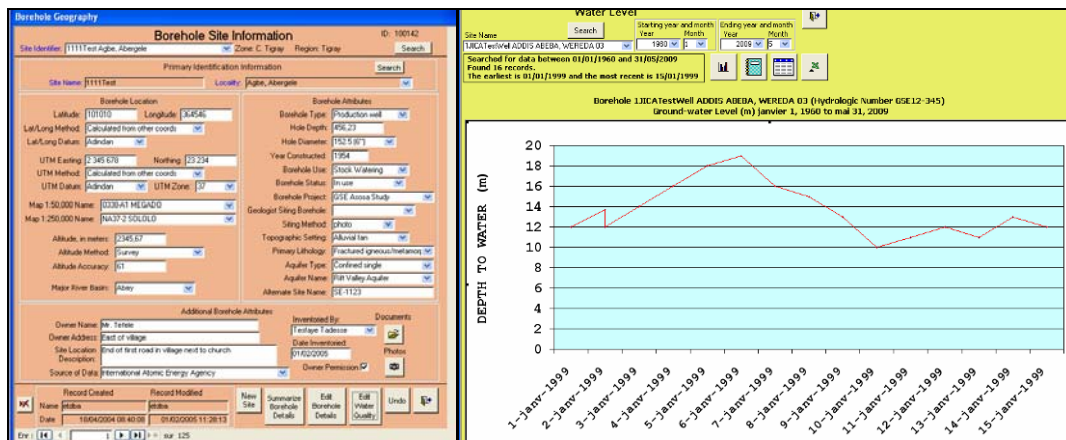 Borehole Geography
Borehole Site Information
ID: 100142
Site Identifier: 1111Test Agbe, Abergele Zone: C. Tigray Region: Tigray Search
Primary Identification Information Search
Site Name: 1111Test Locality: Agbe, Abergele
Borehole Location
Latitude: 101010 Longitude: 364546
Lat/Long Method: Calculated from other coords
Lat/Long Datum: Adindan
UTM Easting: 2 345 678 Northing: 23 234
UTM Method: Calculated from other coords
UTM Datum: Adindan UTM Zone: 37
Map 1:50,000 Name: 0338-A1 MEGADO
Map 1:250,000 Name: NA37-2 SOLOLO
Altitude, in meters: 2345,67
Altitude Method: Survey
Altitude Accuracy: 61
Major River Basin: Abay
Borehole Attributes
Borehole Type: Production well
Hole Depth: 456,23
Hole Diameter: 152.5 (6")
Year Constructed: 1954
Borehole Use: Stock Watering
Borehole Status: In use
Borehole Project: GSE Asosa Study
Geologist Siting Borehole:
Siting Method: photo
Topographic Setting: Alluvial fan
Primary Lithology: Fractured igneous/metamorp
Aquifer Type: Confined single
Aquifer Name: Rift Valley Aquifer
Alternate Site Name: SE-1123
Additional Borehole Attributes
Owner Name: Mr. Tefele
Owner Address: East of village
Site Location Description: End of first road in village next to church
Source of Data: International Atomic Energy Agency
Inventoried By:
Tesfaye Tadesse
Date Inventoried:
01/02/2005
Owner Permission:
Documents
Photos
Record Created Record Modified
Name etdba etdba
Date 18/04/2004 08:40:08 01/02/2005 11:28:13
New Site
Summarize Borehole Details
Edit Borehole Details
Edit Water Quality
Undo
Enr : 1 sur 125
Water Level
Site Name Search
1JICATestWell ADDIS ABEBA, WEREDA 03
Starting year and month
Year Month
1960 1
Ending year and month
Year Month
2009 5
Searched for data between 01/01/1960 and 31/05/2009
Found 16 records.
The earliest is 01/01/1999 and the most recent is 15/01/1999
Borehole 1JICATestWell ADDIS ABEBA, WEREDA 03 (Hydrologic Number GSE12-345)
Ground-water Level (m) janvier 1, 1960 to mai 31, 2009
DEPTH TO WATER (m)
20
18
16
14
12
10
8
6
4
2
0
1-janv-1999
2-janv-1999
3-janv-1999
4-janv-1999
5-janv-1999
6-janv-1999
7-janv-1999
8-janv-1999
9-janv-1999
10-janv-1999
11-janv-1999
12-janv-1999
13-janv-1999
14-janv-1999
15-janv-1999